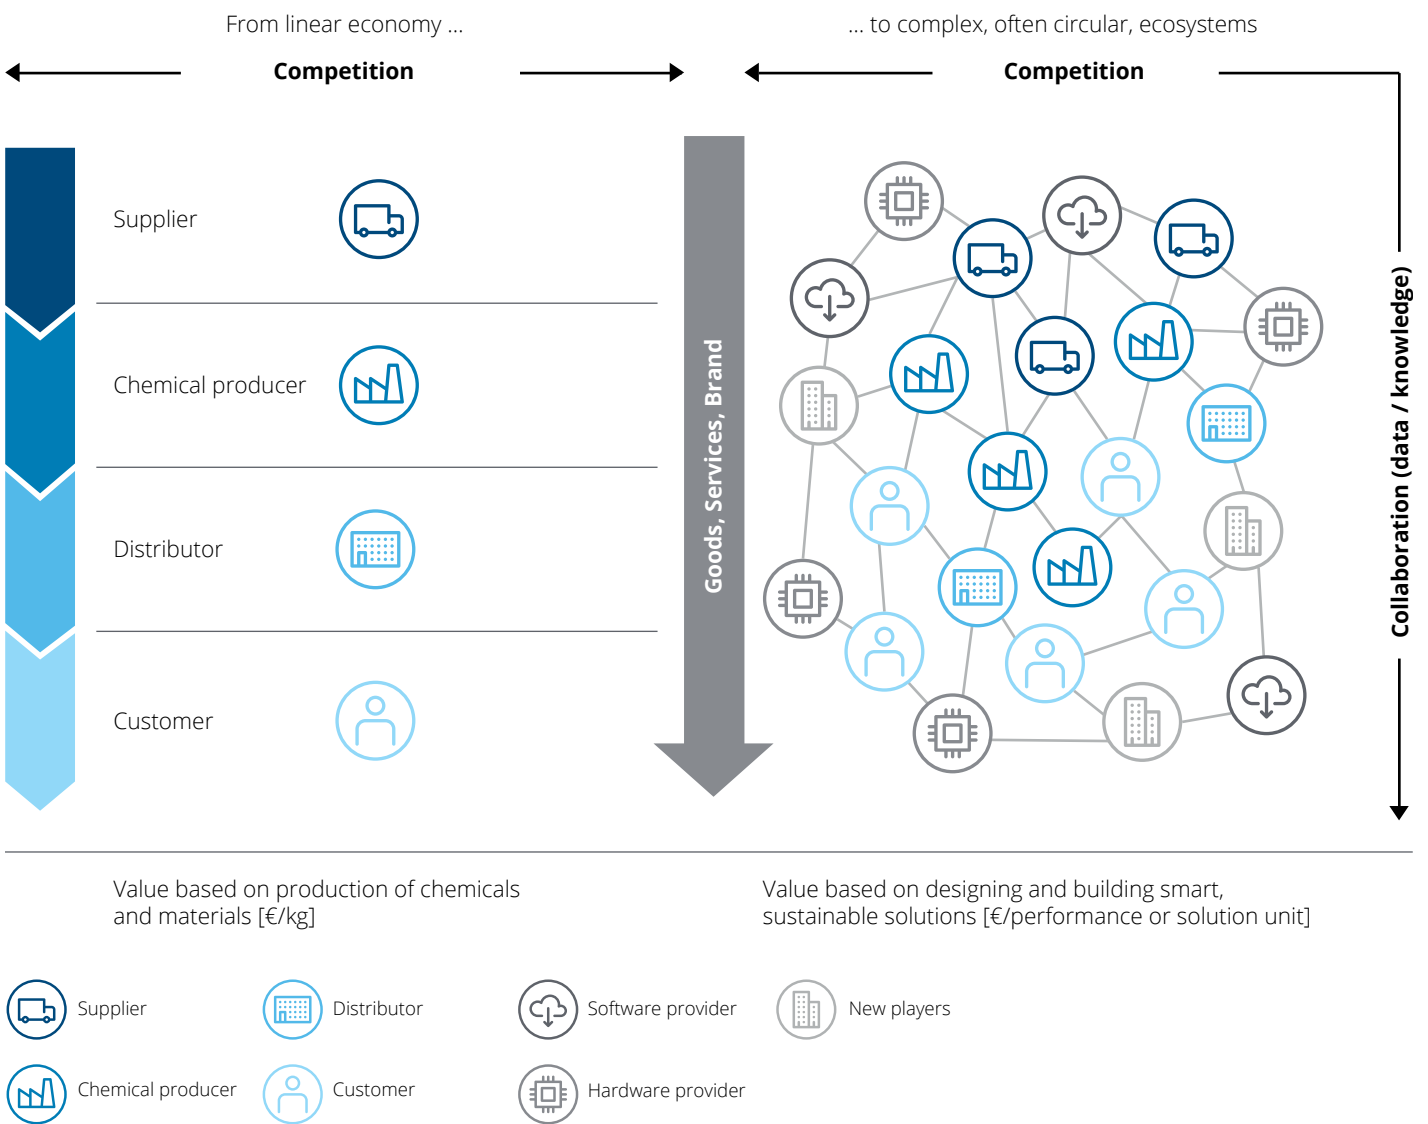 From linear economy ...
... to complex, often circular, ecosystems
Competition
Competition
Supplier
Chemical producer
Distributor
Customer
Goods, Services, Brand
Collaboration (data / knowledge)
Value based on production of chemicals
and materials [€/kg]
Value based on designing and building smart,
sustainable solutions [€/performance or solution unit]
Supplier
Distributor
Software provider
New players
Chemical producer
Customer
Hardware provider